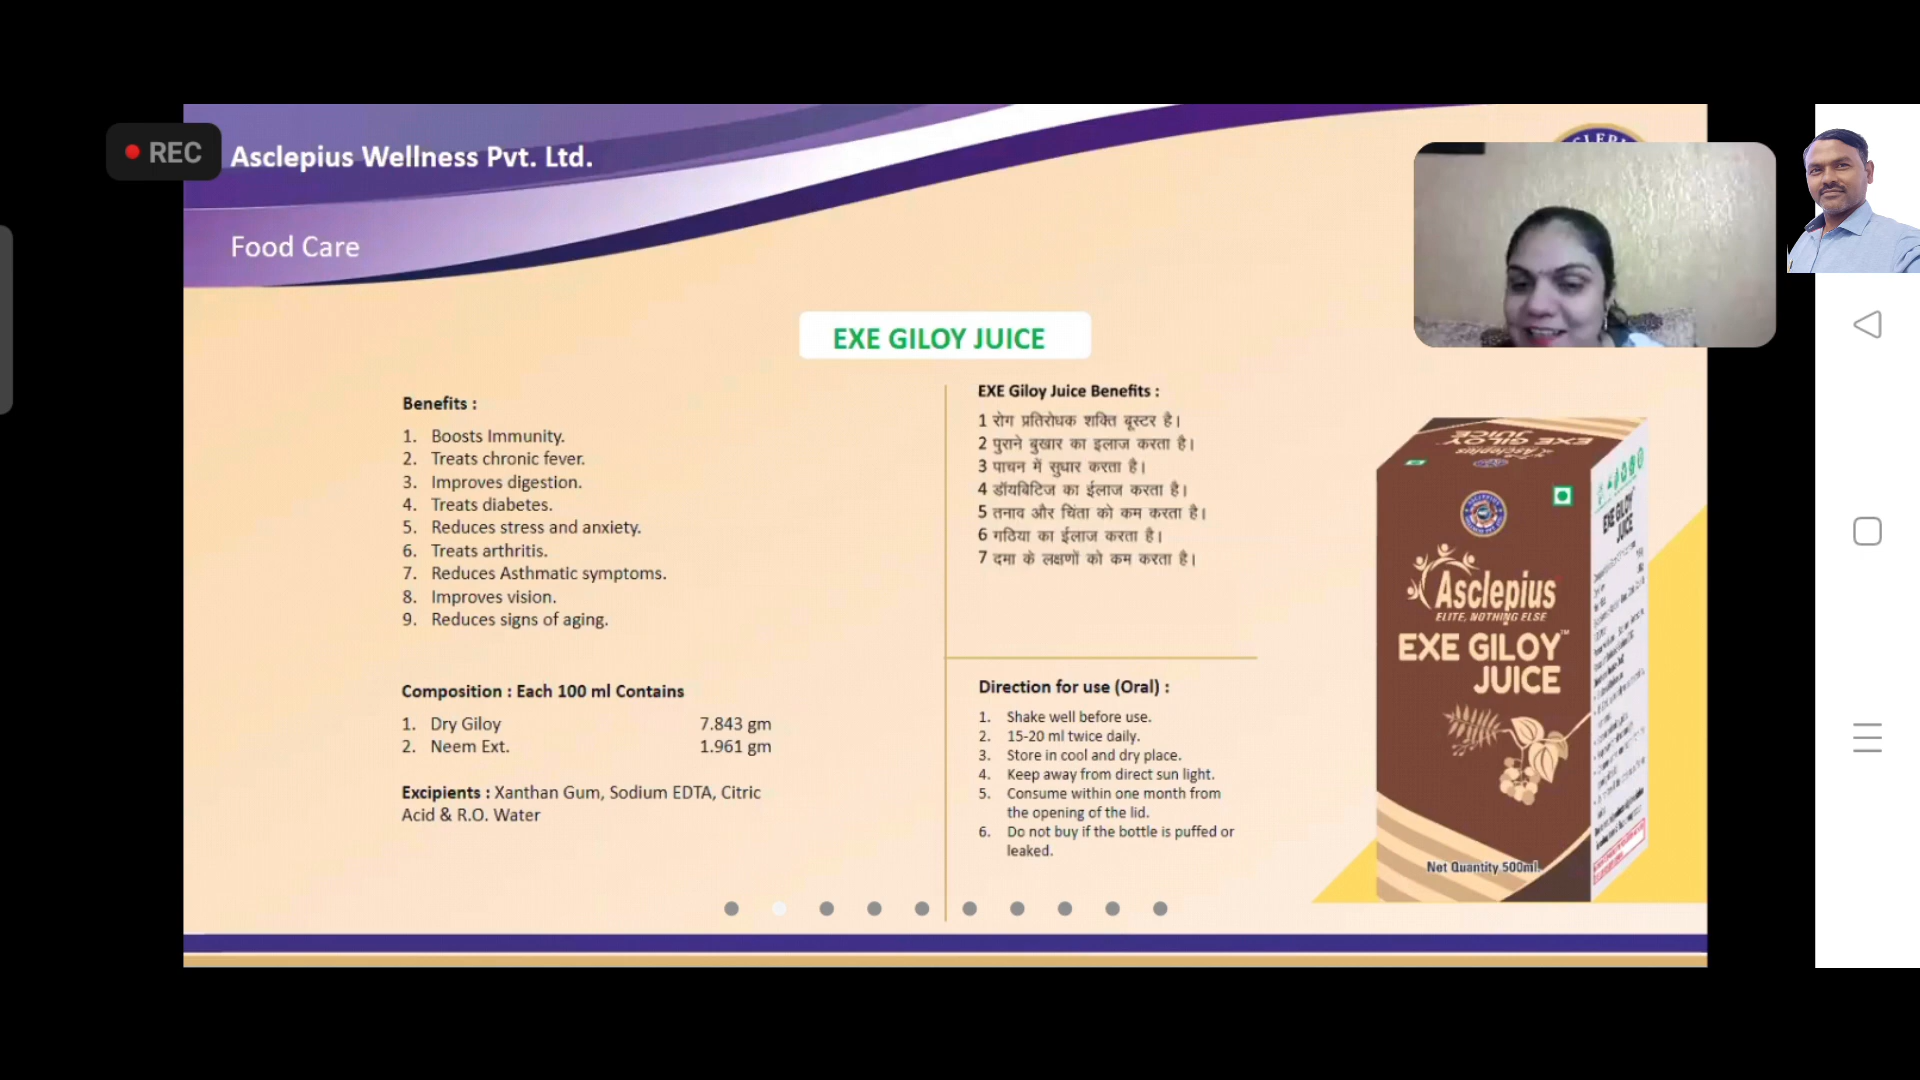 REC
Asclepius Wellness Pvt. Ltd.
Food Care
EXE GILOY JUICE
Benefits :
1. Boosts Immunity.
2. Treats chronic fever.
3. Improves digestion.
4. Treats diabetes.
5. Reduces stress and anxiety.
6. Treats arthritis.
7. Reduces Asthmatic symptoms.
8. Improves vision.
9. Reduces signs of aging.
Composition : Each 100 ml Contains
1. Dry Giloy 7.843 gm
2. Neem Ext. 1.961 gm
Excipients : Xanthan Gum, Sodium EDTA, Citric
Acid & R.O. Water
EXE Giloy Juice Benefits :
1 रोग प्रतिरोधक शक्ति बूस्टर है।
2 पुराने बुखार का इलाज करता है।
3 पाचन में सुधार करता है।
4 डॉयबिटिज का ईलाज करता है।
5 तनाव और चिंता को कम करता है।
6 गठिया का ईलाज करता है।
7 दमा के लक्षणों को कम करता है।
Direction for use (Oral) :
1. Shake well before use.
2. 15-20 ml twice daily.
3. Store in cool and dry place.
4. Keep away from direct sun light.
5. Consume within one month from
the opening of the lid.
6. Do not buy if the bottle is puffed or
leaked.
EXE GILOY
JUICE
Asclepius
Asclepius
ELITE, NOTHING ELSE
EXE GILOY™
JUICE
Net Quantity 500ml.
EXE GILOY
JUICE